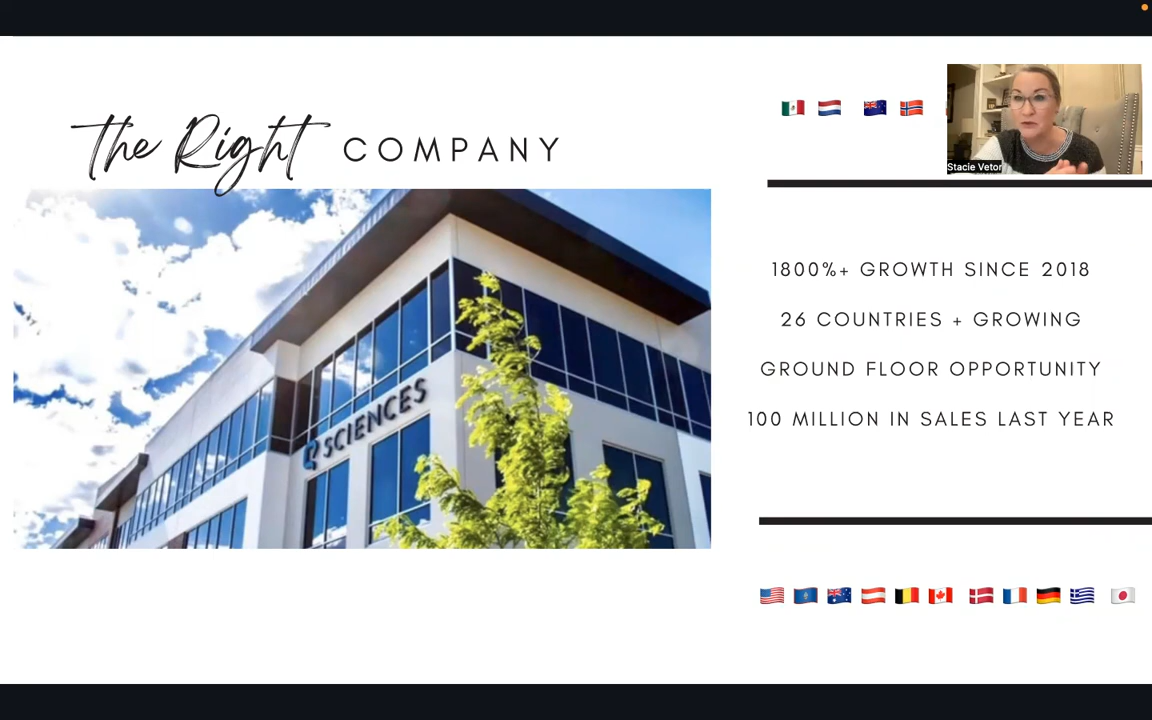 the Right COMPANY
Stacie Vetor
1800%+ GROWTH SINCE 2018
26 COUNTRIES + GROWING
GROUND FLOOR OPPORTUNITY
100 MILLION IN SALES LAST YEAR
SCIENCES